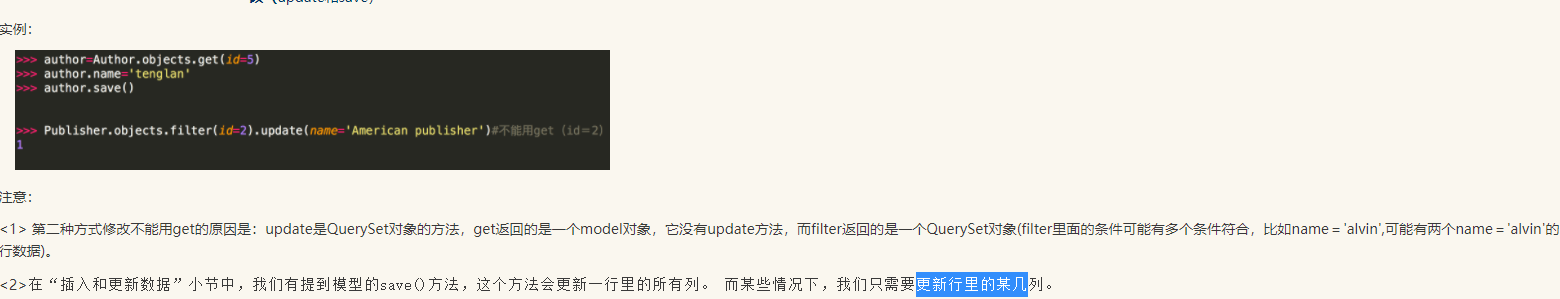 改（update和save）
实例：
>>> author=Author.objects.get(id=5)
>>> author.name='tenglan'
>>> author.save()
>>> Publisher.objects.filter(id=2).update(name='American publisher')#不能用get（id＝2）
1
注意：
<1> 第二种方式修改不能用get的原因是：update是QuerySet对象的方法，get返回的是一个model对象，它没有update方法，而filter返回的是一个QuerySet对象(filter里面的条件可能有多个条件符合，比如name＝'alvin',可能有两个name＝'alvin'的
行数据)。
<2>在“插入和更新数据”小节中，我们有提到模型的save()方法，这个方法会更新一行里的所有列。 而某些情况下，我们只需要更新行里的某几列。